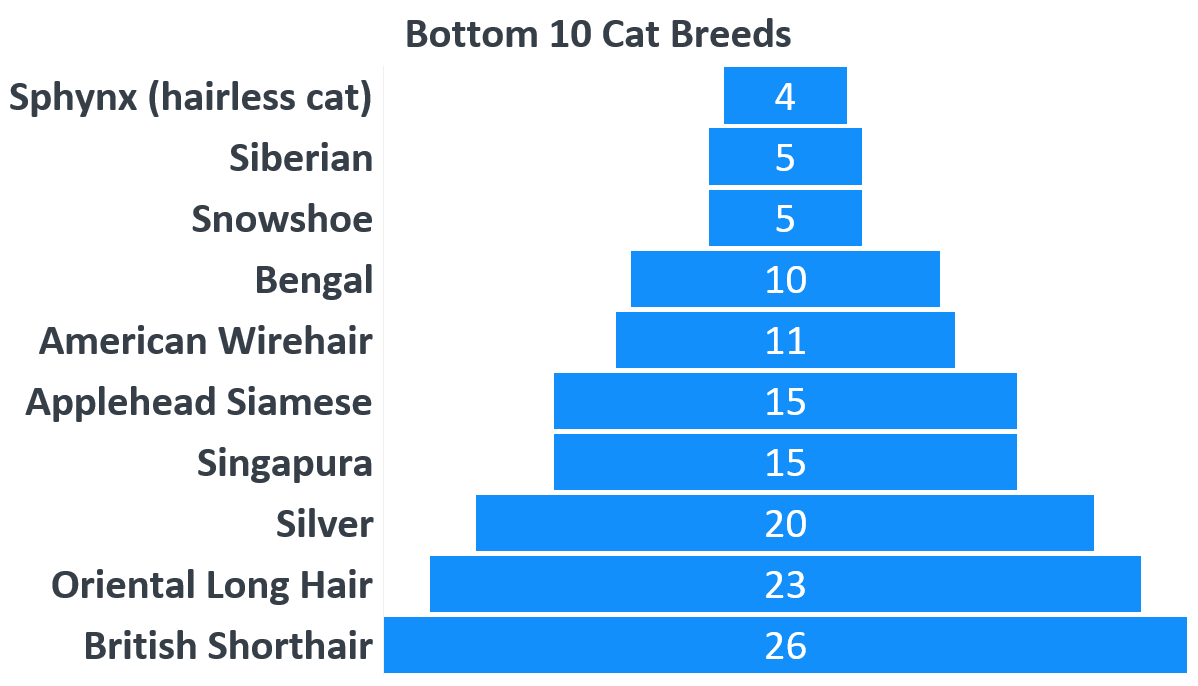 Bottom 10 Cat Breeds
Sphynx (hairless cat) 4
Siberian 5
Snowshoe 5
Bengal 10
American Wirehair 11
Applehead Siamese 15
Singapura 15
Silver 20
Oriental Long Hair 23
British Shorthair 26